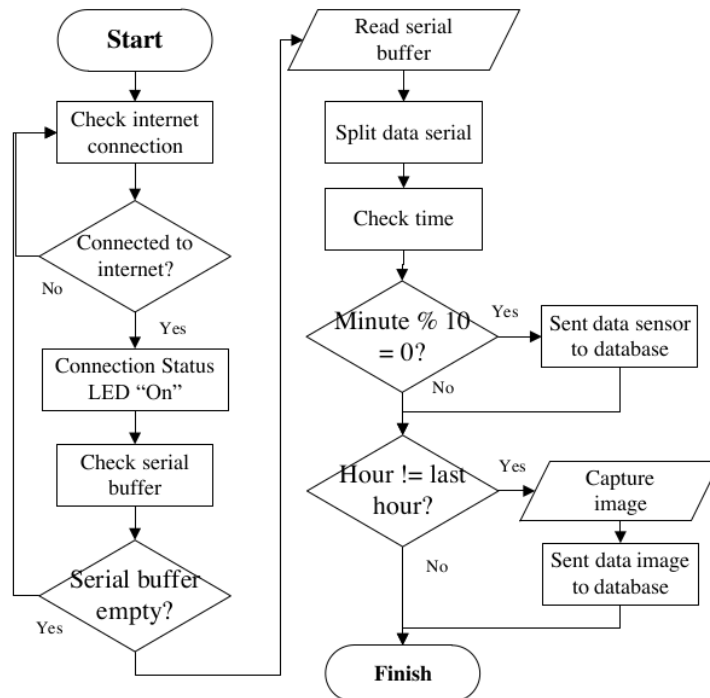 Start
Check internet
connection
Connected to
internet?
No
Yes
Connection Status
LED “On”
Check serial
buffer
Serial buffer
empty?
Yes
Read serial
buffer
Split data serial
Check time
Minute % 10
= 0?
Yes
No
Sent data sensor
to database
Hour != last
hour?
Yes
No
Capture
image
Sent data image
to database
Finish